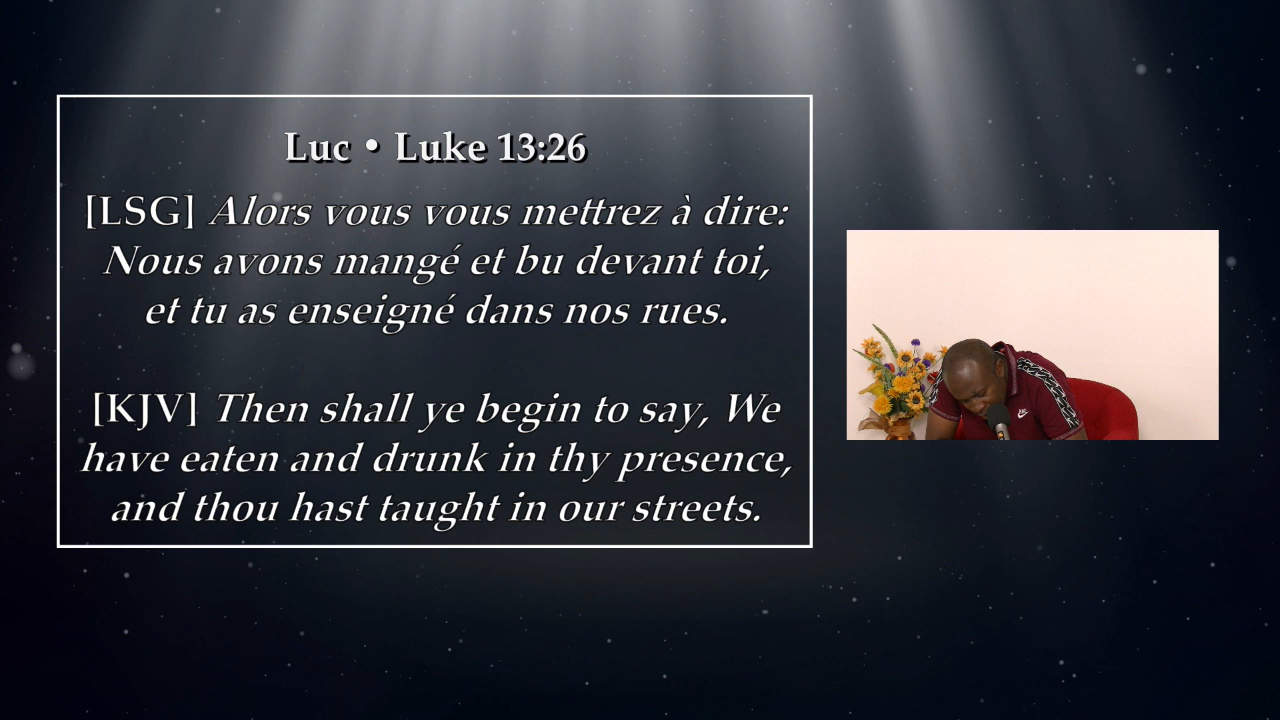 Luc • Luke 13:26
[LSG] Alors vous vous mettrez à dire:
Nous avons mangé et bu devant toi,
et tu as enseigné dans nos rues.
[KJV] Then shall ye begin to say, We
have eaten and drunk in thy presence,
and thou hast taught in our streets.